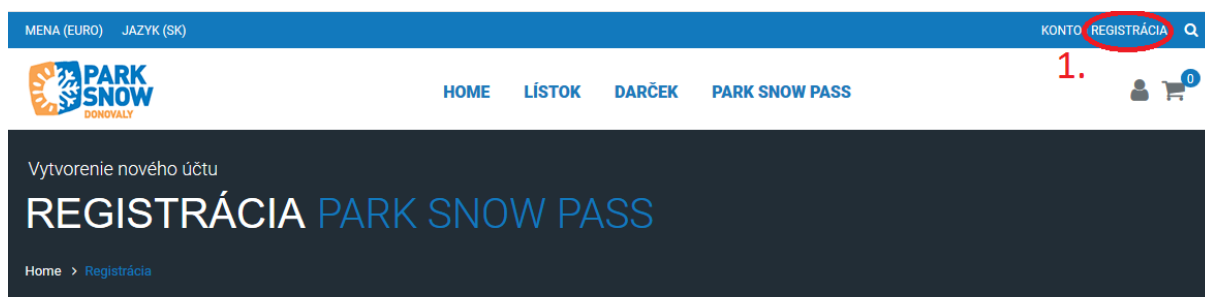 MENA (EURO) JAZYK (SK) KONTO REGISTRÁCIA
1.
PARK
SNOW
DONOVALY
HOME LÍSTOK DARČEK PARK SNOW PASS 0
Vytvorenie nového účtu
REGISTRÁCIA PARK SNOW PASS
Home > Registrácia